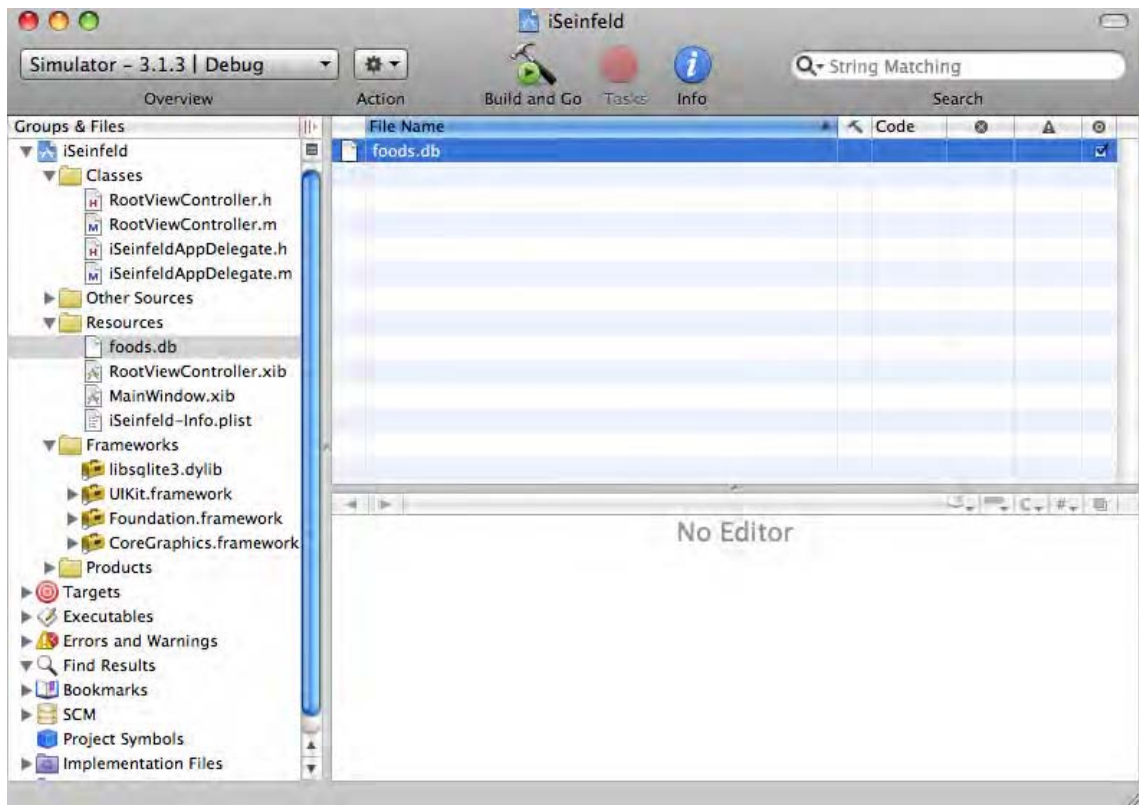 iSeinfeld
Simulator - 3.1.3 | Debug
String Matching
Overview
Action
Build and Go
Tasks
Info
Search
Groups & Files
File Name
Code
iSeinfeld
foods.db
Classes
RootViewController.h
RootViewController.m
iSeinfeldAppDelegate.h
iSeinfeldAppDelegate.m
Other Sources
Resources
foods.db
RootViewController.xib
MainWindow.xib
iSeinfeld-Info.plist
Frameworks
libsqlite3.dylib
UIKit.framework
Foundation.framework
CoreGraphics.framework
Products
Targets
Executables
Errors and Warnings
Find Results
Bookmarks
SCM
Project Symbols
Implementation Files
C #
No Editor